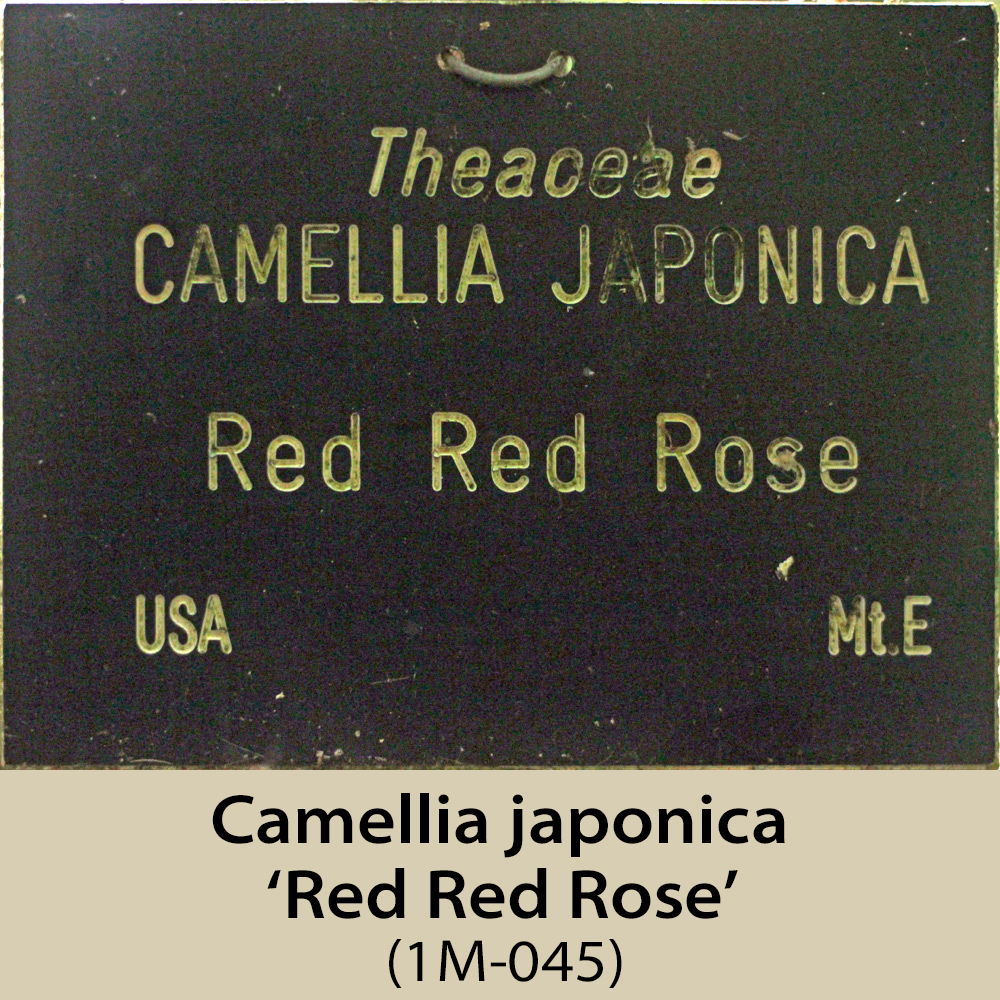 Theaceae
CAMELLIA JAPONICA
Red Red Rose
USA Mt.E
Camellia japonica
‘Red Red Rose’
(1M-045)